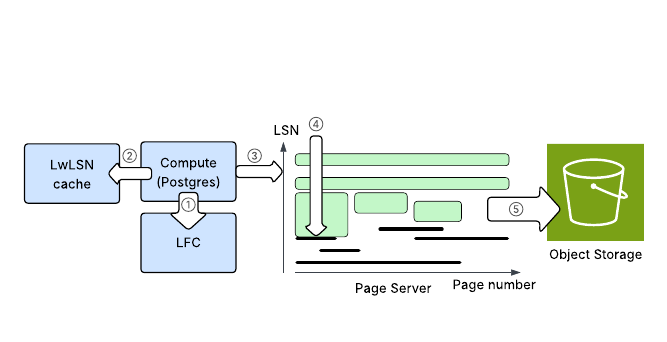 LSN
④
②
③
LwLSN
cache
Compute
(Postgres)
①
LFC
⑤
Object Storage
Page Server
Page number